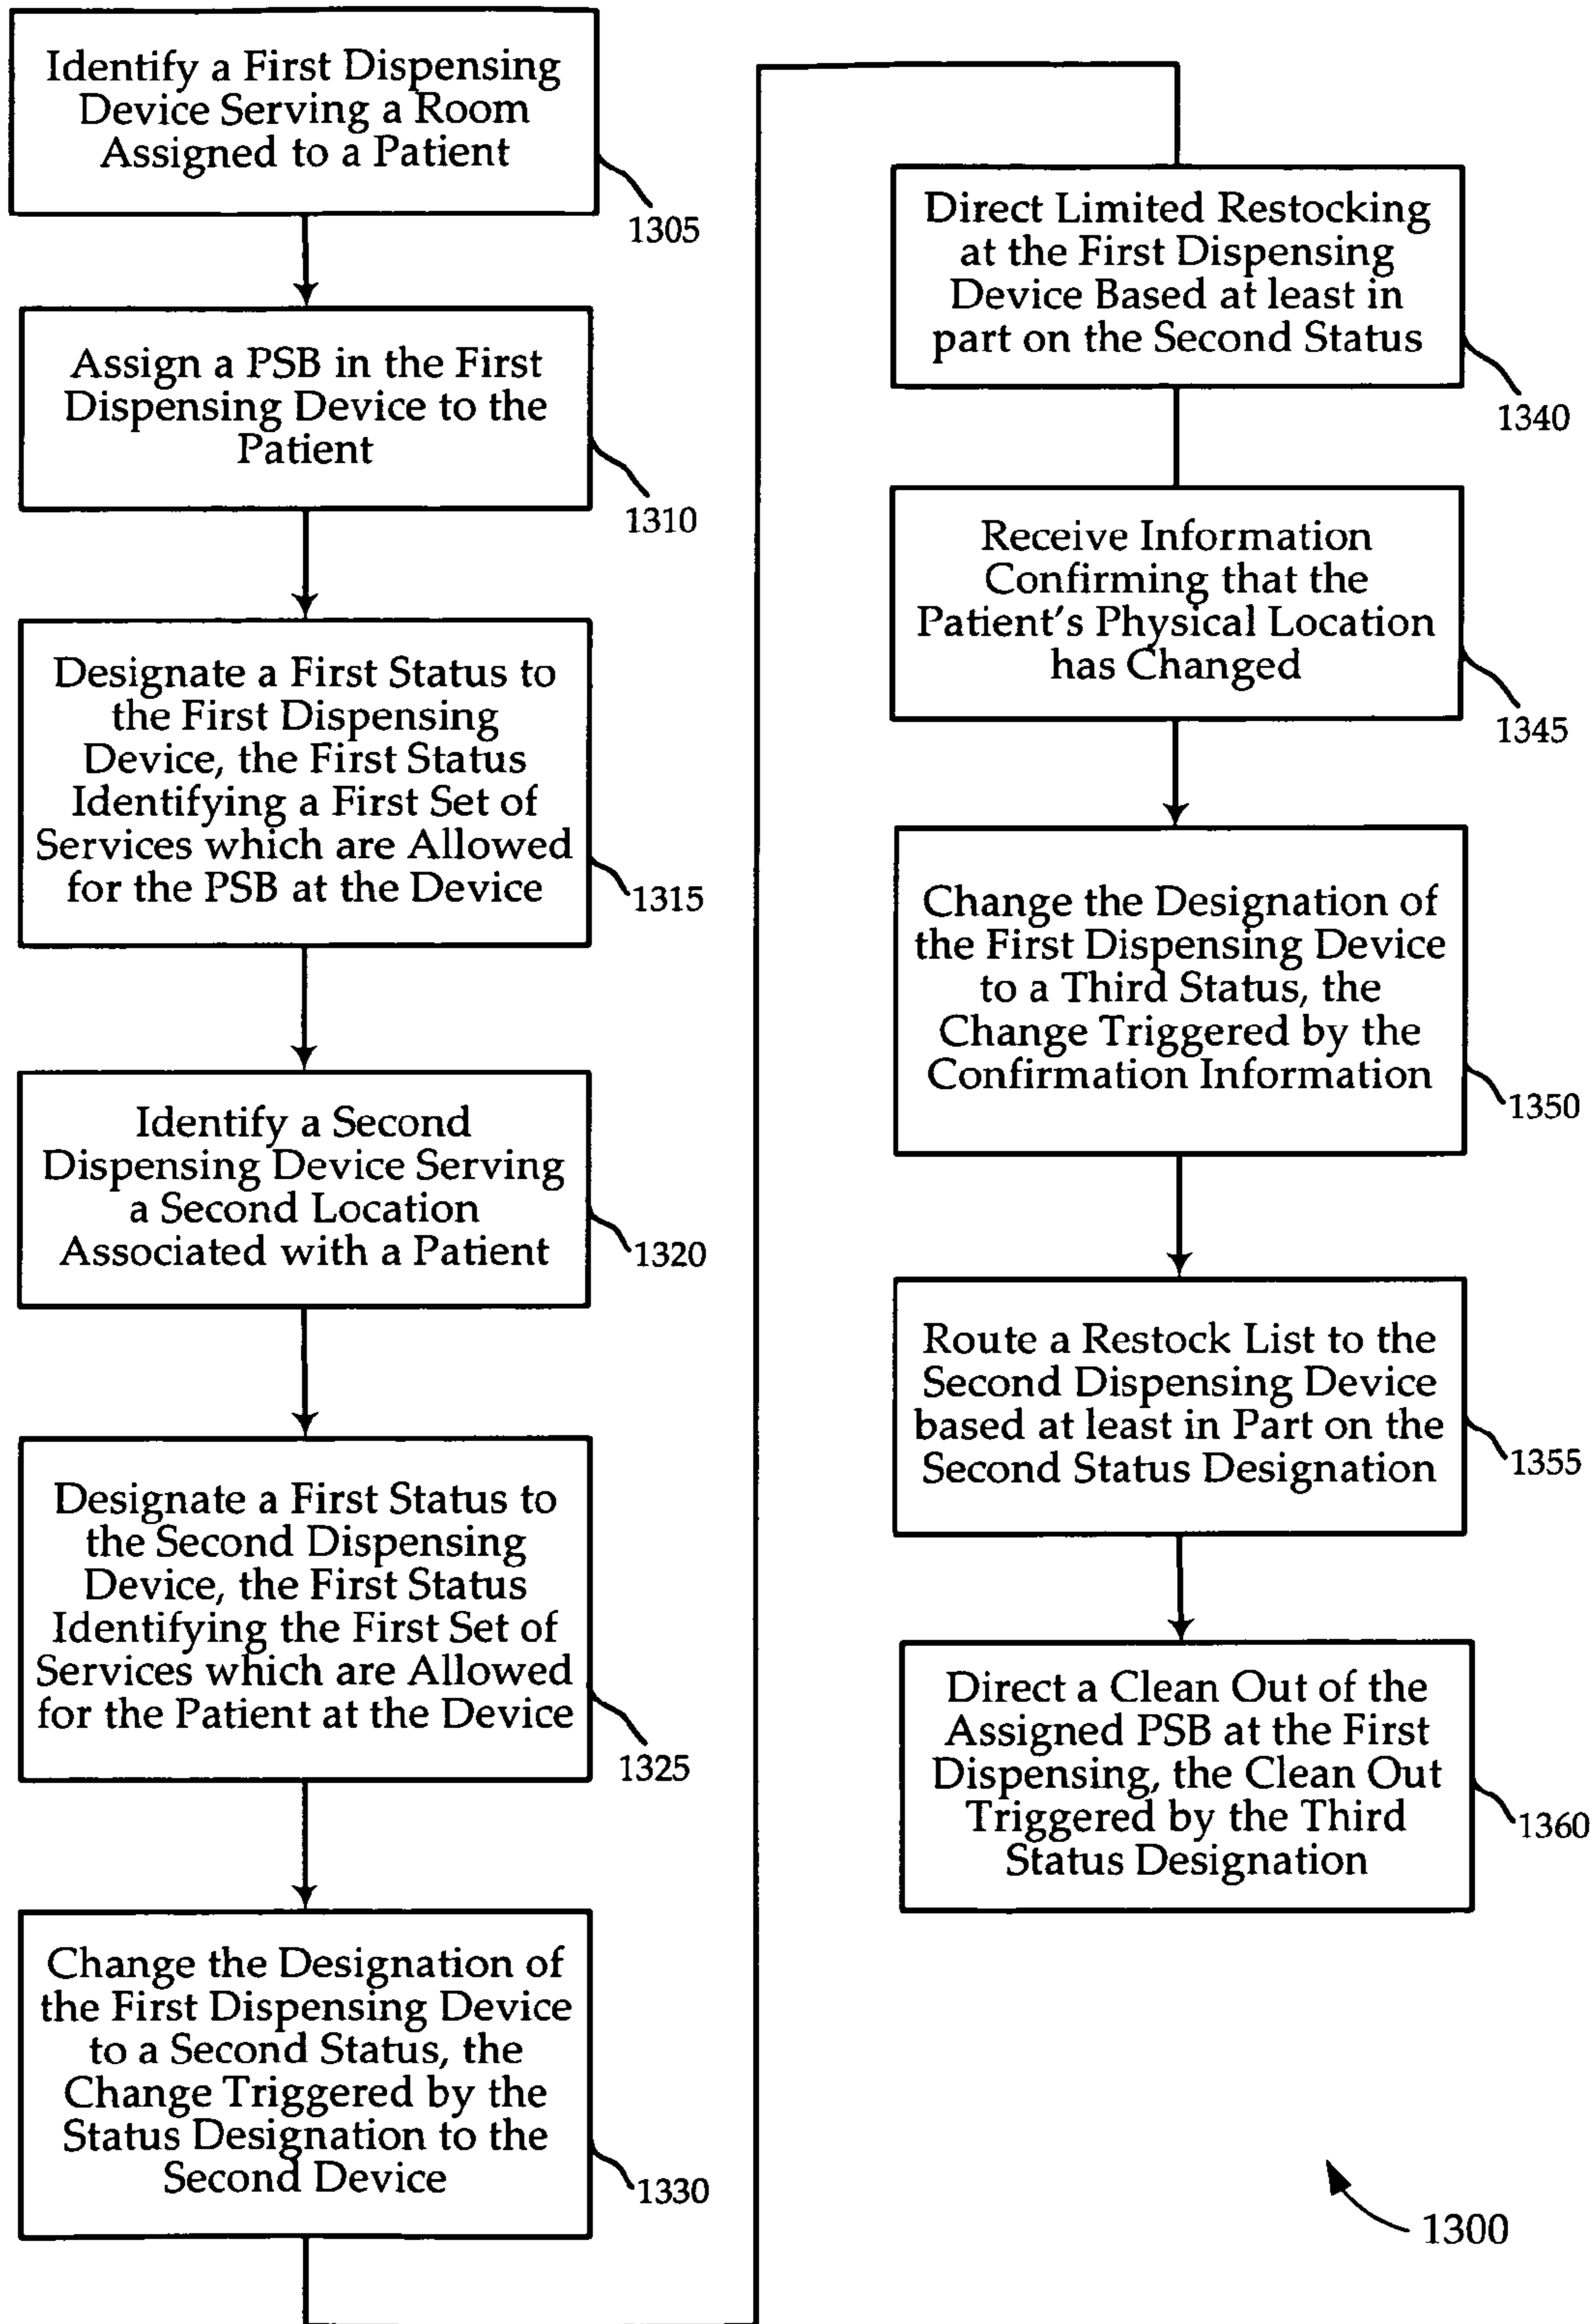 Identify a First Dispensing
Device Serving a Room
Assigned to a Patient
1305
Assign a PSB in the First
Dispensing Device to the
Patient
1310
Designate a First Status to
the First Dispensing
Device, the First Status
Identifying a First Set of
Services which are Allowed
for the PSB at the Device
1315
Identify a Second
Dispensing Device Serving
a Second Location
Associated with a Patient
1320
Designate a First Status to
the Second Dispensing
Device, the First Status
Identifying the First Set of
Services which are Allowed
for the Patient at the Device
1325
Change the Designation of
the First Dispensing Device
to a Second Status, the
Change Triggered by the
Status Designation to the
Second Device
1330
Direct Limited Restocking
at the First Dispensing
Device Based at least in
part on the Second Status
1340
Receive Information
Confirming that the
Patient's Physical Location
has Changed
1345
Change the Designation of
the First Dispensing Device
to a Third Status, the
Change Triggered by the
Confirmation Information
1350
Route a Restock List to the
Second Dispensing Device
based at least in Part on the
Second Status Designation
1355
Direct a Clean Out of the
Assigned PSB at the First
Dispensing, the Clean Out
Triggered by the Third
Status Designation
1360
1300